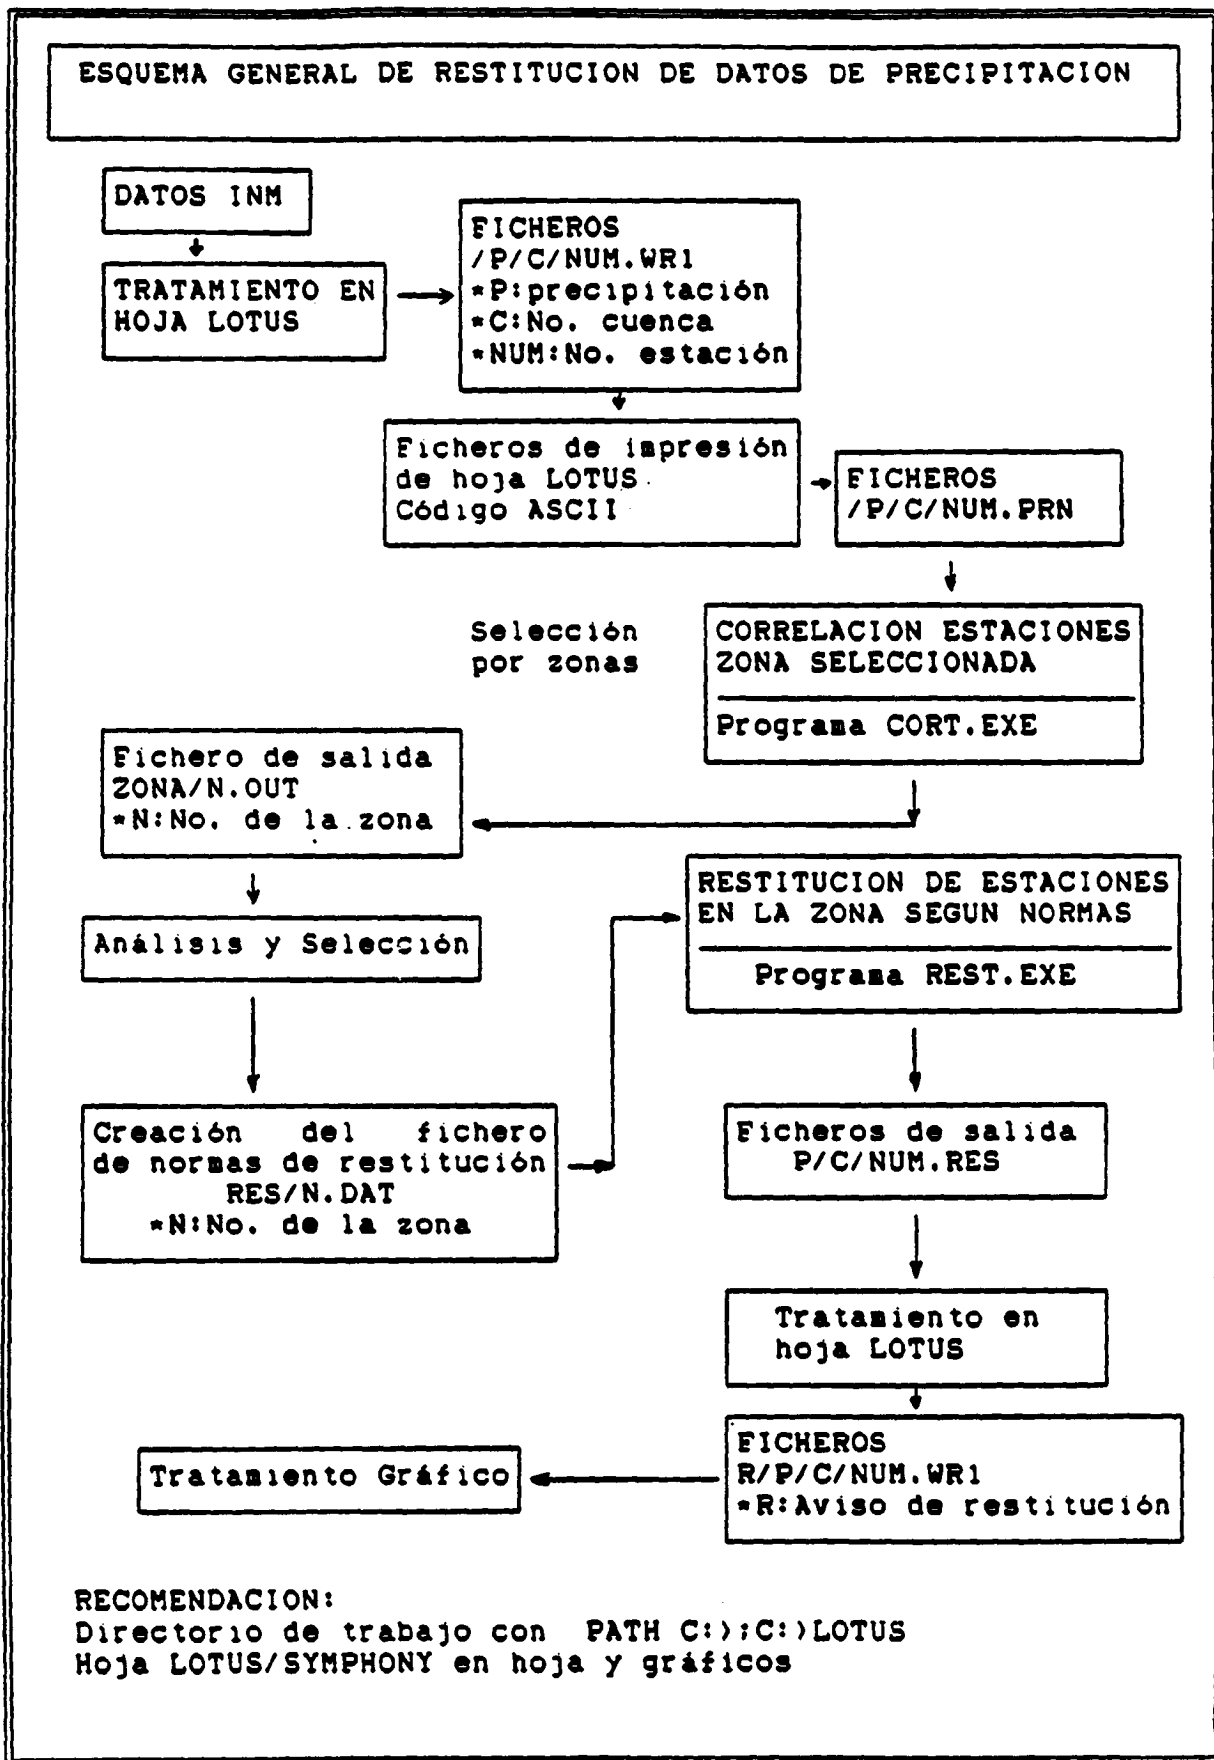 ESQUEMA GENERAL DE RESTITUCION DE DATOS DE PRECIPITACION
DATOS INM
TRATAMIENTO EN
HOJA LOTUS
FICHEROS
/P/C/NUM.WR1
*P:precipitación
*C:No. cuenca
*NUM:No. estación
Ficheros de impresión
de hoja LOTUS
Código ASCII
FICHEROS
/P/C/NUM.PRN
Selección
por zonas
CORRELACION ESTACIONES
ZONA SELECCIONADA
Programa CORT.EXE
Fichero de salida
ZONA/N.OUT
*N:No. de la zona
Análisis y Selección
Creación del fichero
de normas de restitución
RES/N.DAT
*N:No. de la zona
RESTITUCION DE ESTACIONES
EN LA ZONA SEGUN NORMAS
Programa REST.EXE
Ficheros de salida
P/C/NUM.RES
Tratamiento en
hoja LOTUS
FICHEROS
R/P/C/NUM.WR1
*R:Aviso de restitución
Tratamiento Gráfico
RECOMENDACION:
Directorio de trabajo con PATH C:);C:)LOTUS
Hoja LOTUS/SYMPHONY en hoja y gráficos